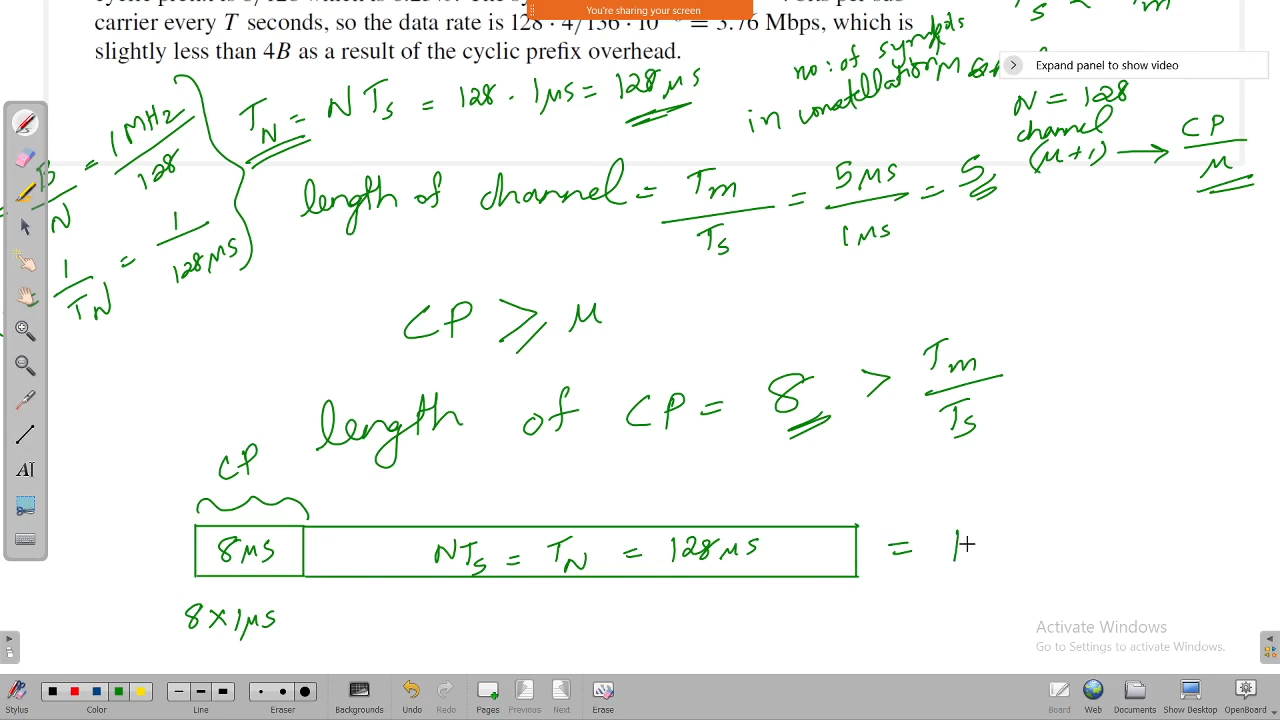 You're sharing your screen
carrier every T seconds, so the data rate is 128 · 4/136 · 10 = 3.76 Mbps, which is
slightly less than 4B as a result of the cyclic prefix overhead.
no: of symbols
in constellation M
Expand panel to show video
T_N = N T_s = 128 . 1μs = 128 μs
N = 128
channel
(μ+1) → CP/μ
B/N = 1 MHz/128
1/T_N = 1/128μs
length of channel = T_m/T_s = 5μs/1μs = 5
CP ≥ μ
length of CP = 8 > T_m/T_s
CP
8μs NT_s = T_N = 128μs = 1
8 × 1μs
Activate Windows
Go to Settings to activate Windows.
Stylus Color Line Eraser Backgrounds Undo Redo Pages Previous Next Erase Board Web Documents Show Desktop OpenBoard